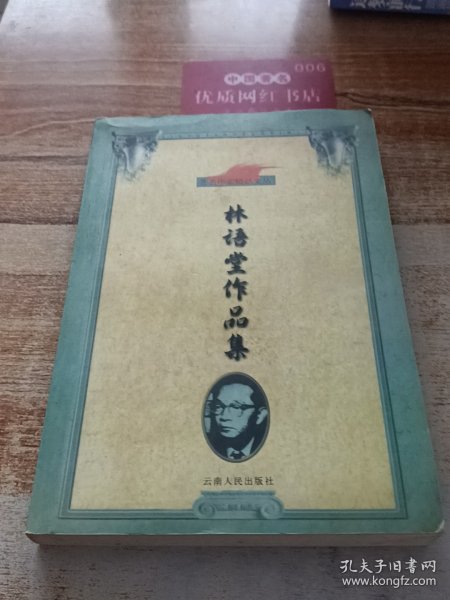 006
中国著名
优质网红书店
林语堂作品集
云南人民出版社
孔夫子旧书网
www.kongfz.com